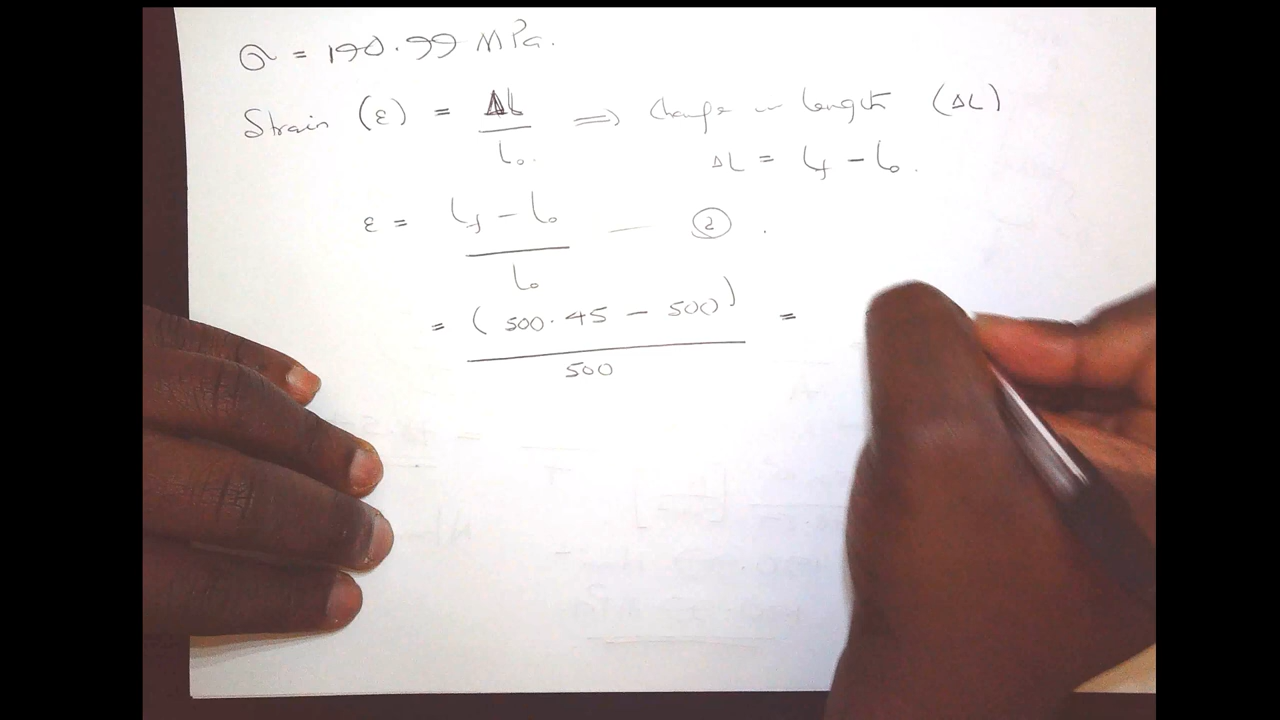 σ = 190.99 MPa.
Strain (ε) = ΔL / L₀. ⟹ Change in length (ΔL)
ΔL = Lf - L₀.
ε = Lf - L₀ / L₀ — ② .
= (500.45 - 500) / 500 =